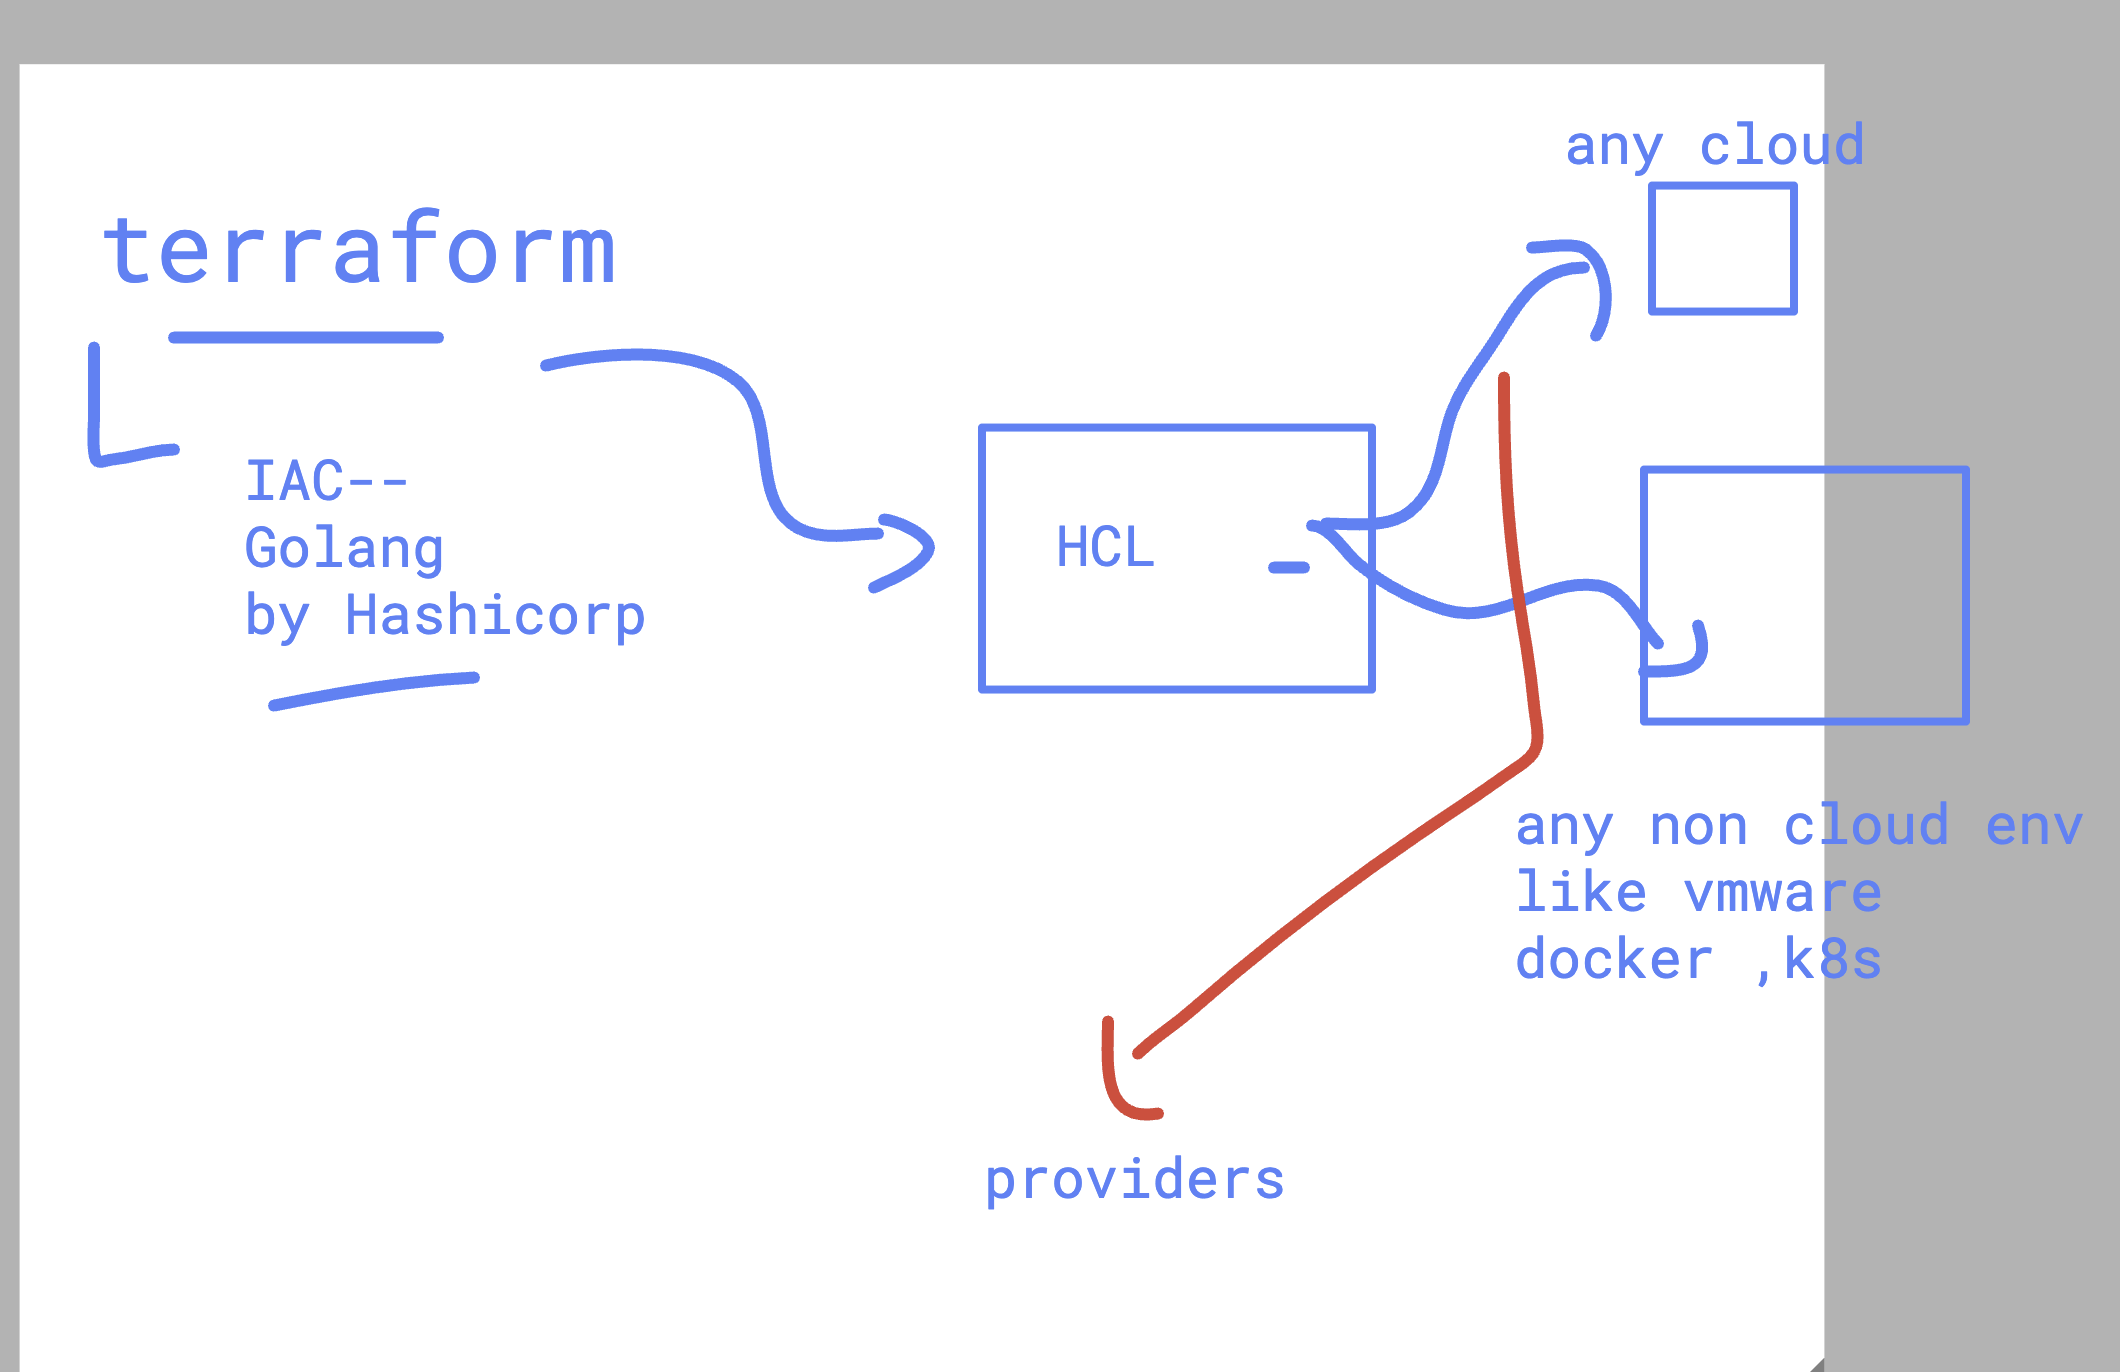 terraform
IAC--
Golang
by Hashicorp
HCL
any cloud
any non cloud env
like vmware
docker ,k8s
providers